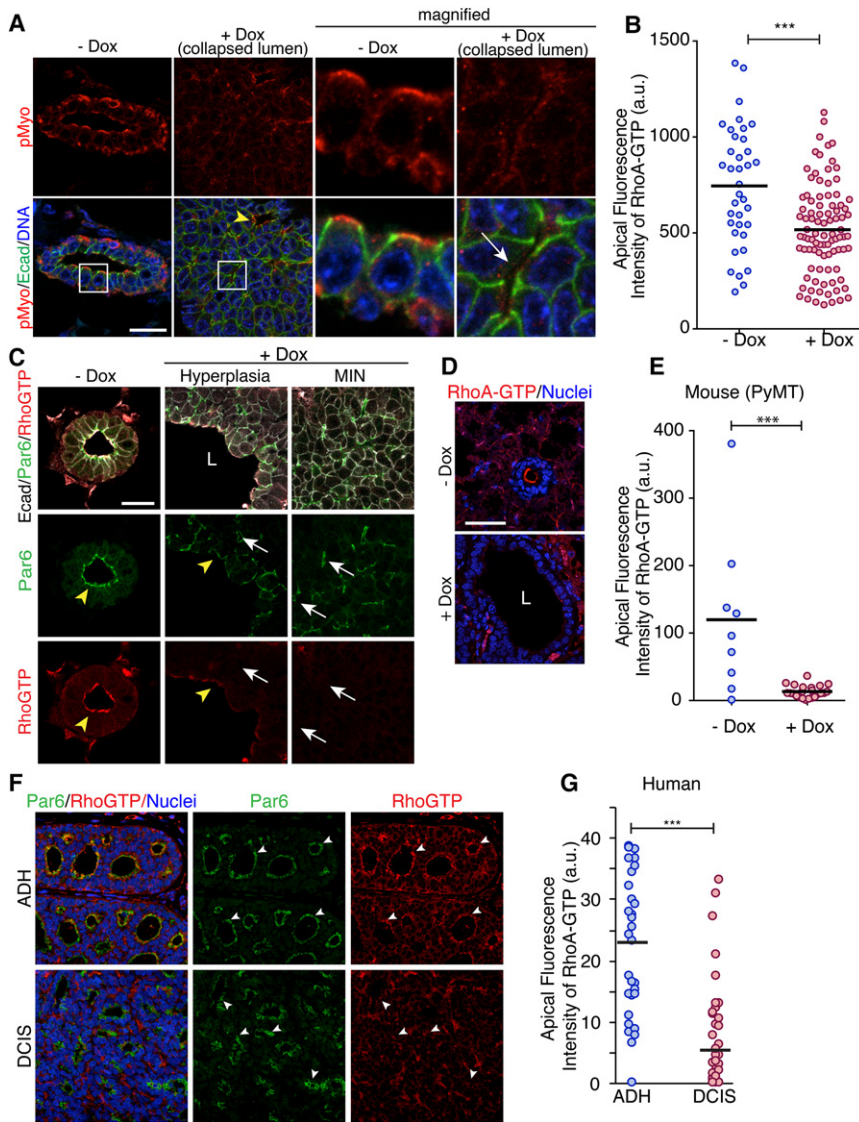 A
magnified
- Dox
+ Dox
(collapsed lumen)
- Dox
+ Dox
(collapsed lumen)
pMyo
pMyo/Ecad/DNA
B
***
Apical Fluorescence
Intensity of RhoA-GTP (a.u.)
1500
1000
500
0
- Dox
+ Dox
C
+ Dox
- Dox
Hyperplasia
MIN
Ecad/Par6/RhoGTP
L
Par6
RhoGTP
D
RhoA-GTP/Nuclei
- Dox
+ Dox
L
E
Mouse (PyMT)
***
Apical Fluorescence
Intensity of RhoA-GTP (a.u.)
400
300
200
100
0
- Dox
+ Dox
F
Par6/RhoGTP/Nuclei
Par6
RhoGTP
ADH
DCIS
G
Human
***
Apical Fluorescence
Intensity of RhoA-GTP (a.u.)
40
30
20
10
0
ADH
DCIS